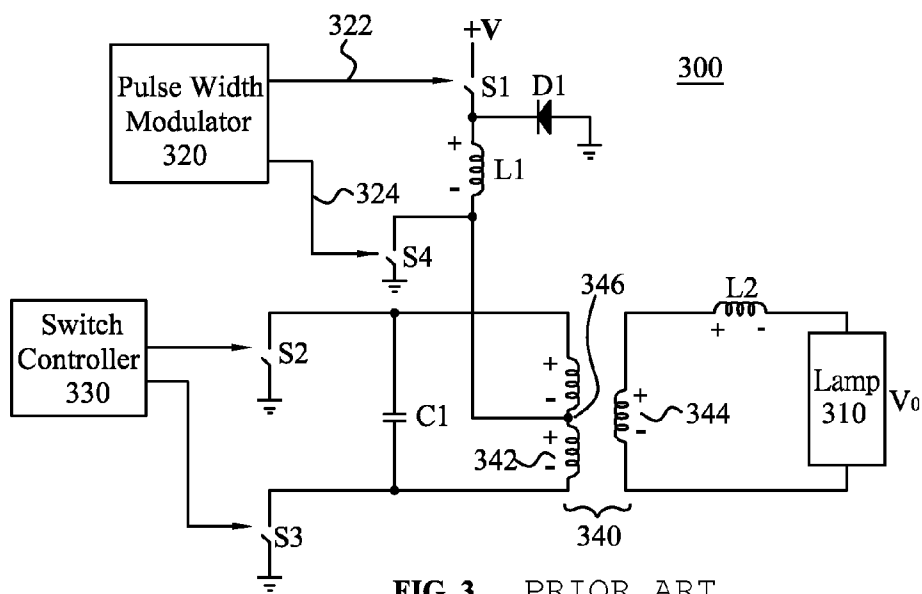 +V
322
300
Pulse Width
Modulator
320
S1
D1
+
L1
-
324
S4
346
L2
Switch
Controller
330
S2
+ -
+
-
C1
+
344
-
Lamp
310
V0
342
+
-
S3
340
FIG. 3 PRIOR ART